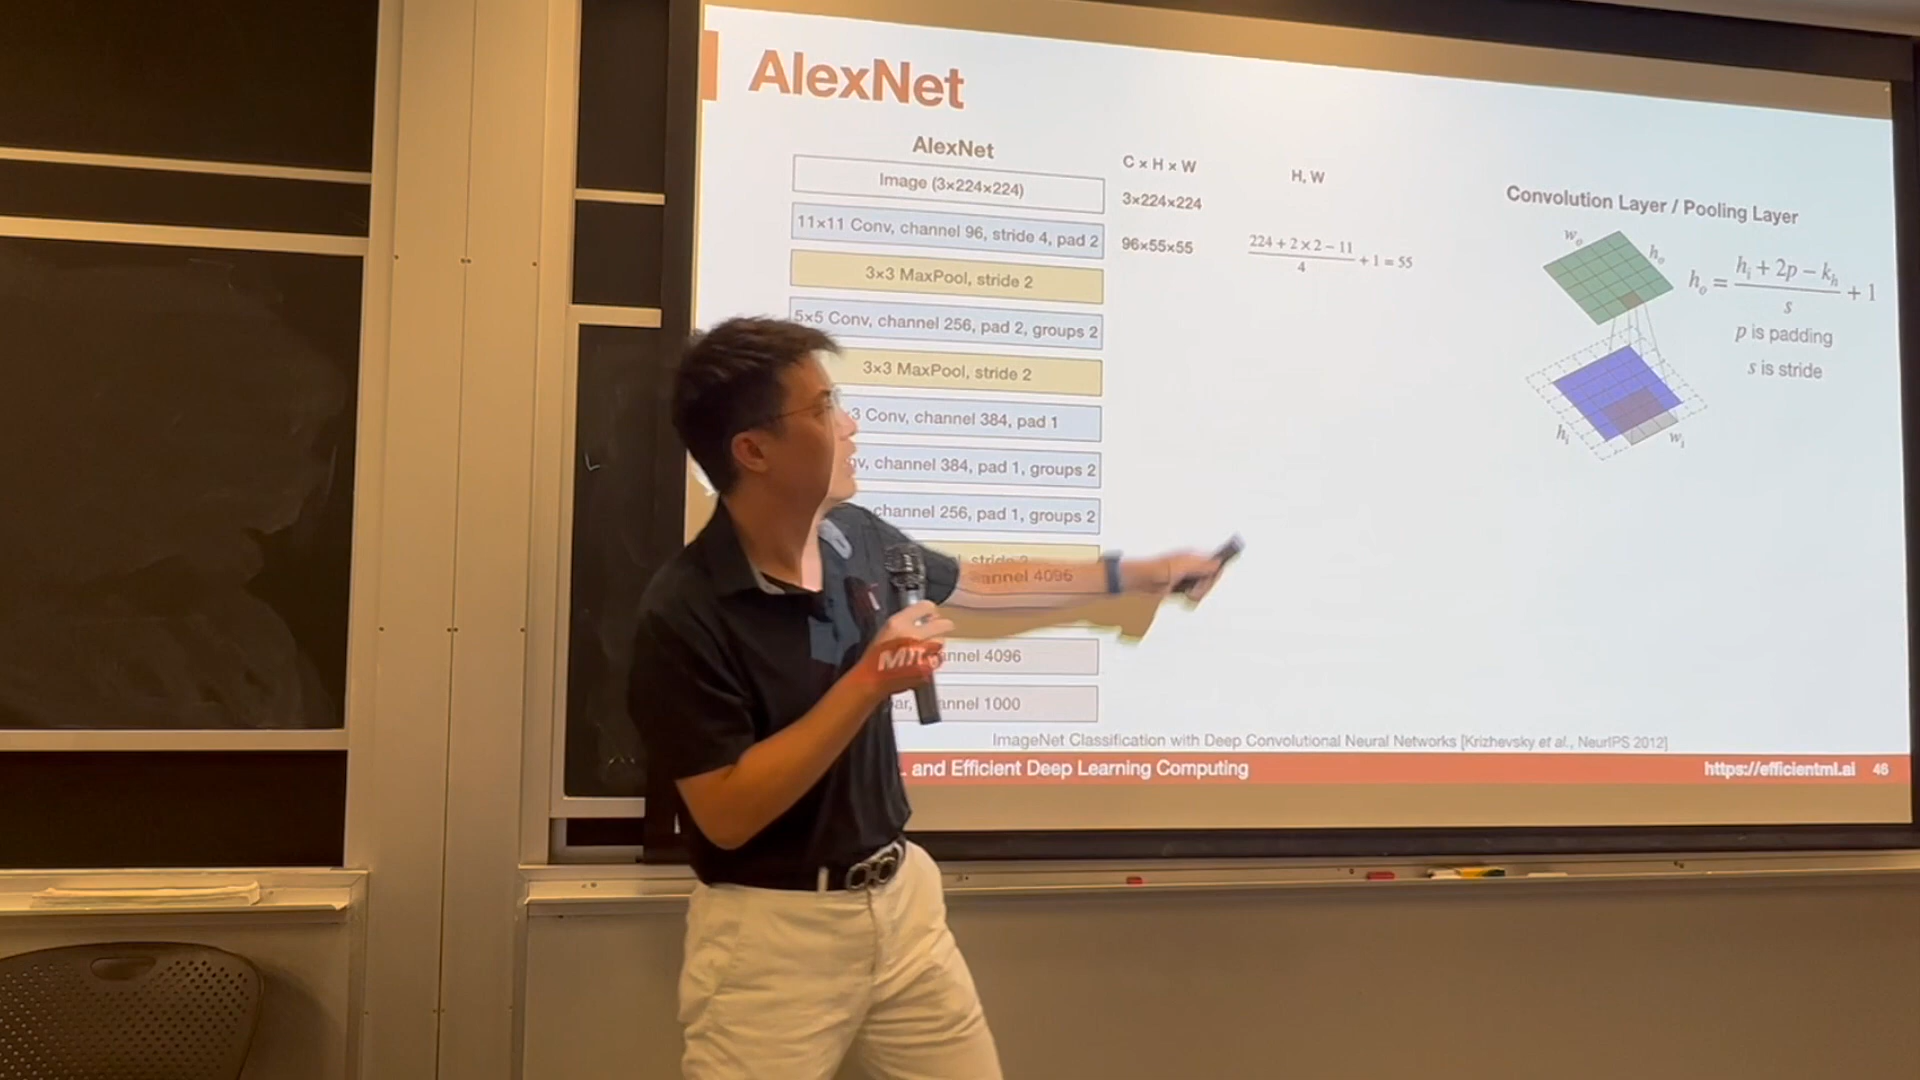 AlexNet
AlexNet
C × H × W
H, W
Image (3×224×224)
3×224×224
11×11 Conv, channel 96, stride 4, pad 2
96×55×55
224 + 2 × 2 − 11
4
+ 1 = 55
3×3 MaxPool, stride 2
5×5 Conv, channel 256, pad 2, groups 2
3×3 MaxPool, stride 2
3 Conv, channel 384, pad 1
channel 384, pad 1, groups 2
channel 256, pad 1, groups 2
stride 2
4096
4096
1000
Convolution Layer / Pooling Layer
wₒ
hₒ
hₒ = (hᵢ + 2p − kₕ) / s + 1
p is padding
s is stride
hᵢ
wᵢ
ImageNet Classification with Deep Convolutional Neural Networks [Krizhevsky et al., NeurIPS 2012]
and Efficient Deep Learning Computing
https://efficientml.ai 46